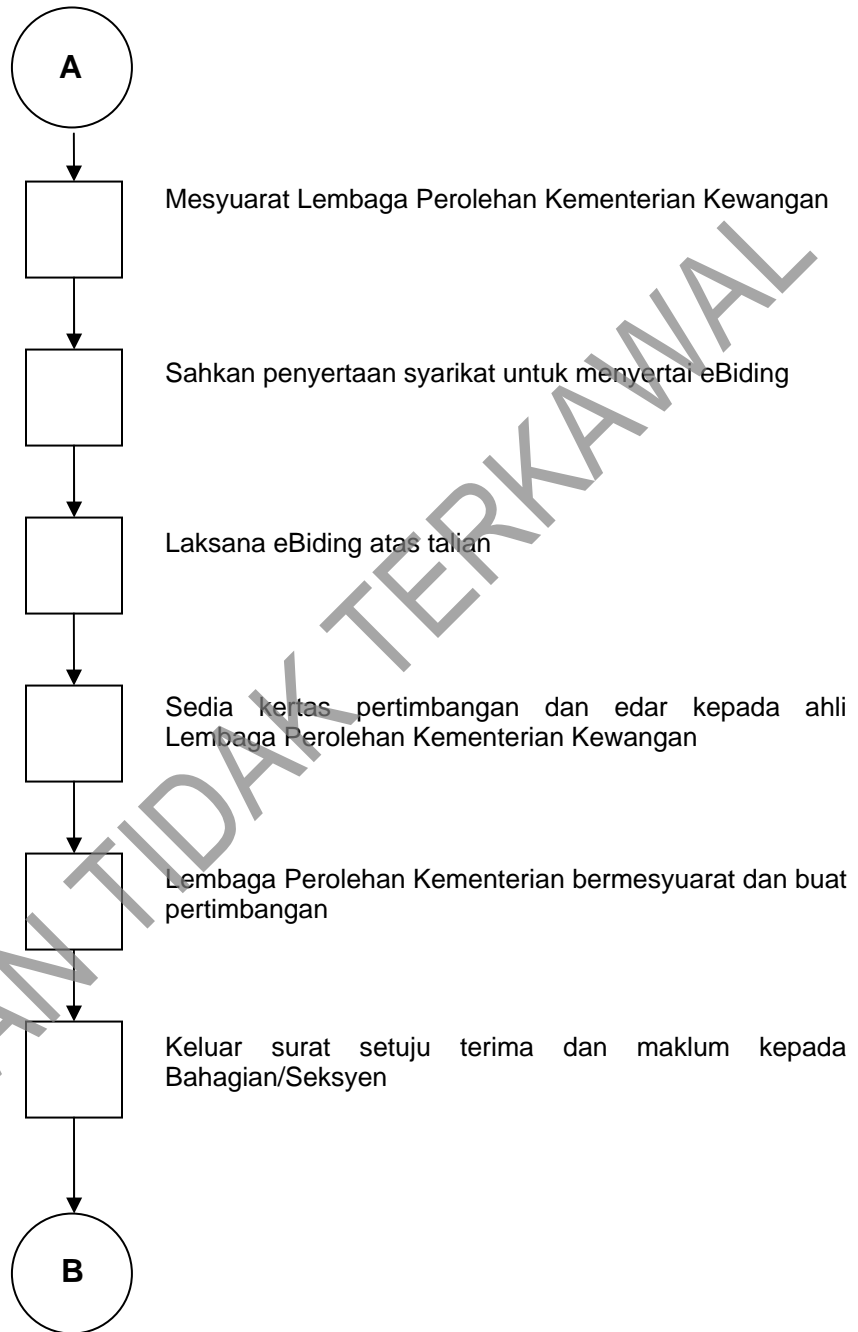 A
Mesyuarat Lembaga Perolehan Kementerian Kewangan
Sahkan penyertaan syarikat untuk menyertai eBiding
Laksana eBiding atas talian
Sedia kertas pertimbangan dan edar kepada ahli
Lembaga Perolehan Kementerian Kewangan
Lembaga Perolehan Kementerian bermesyuarat dan buat
pertimbangan
Keluar surat setuju terima dan maklum kepada
Bahagian/Seksyen
B
AN TIDAK TERKAWAL